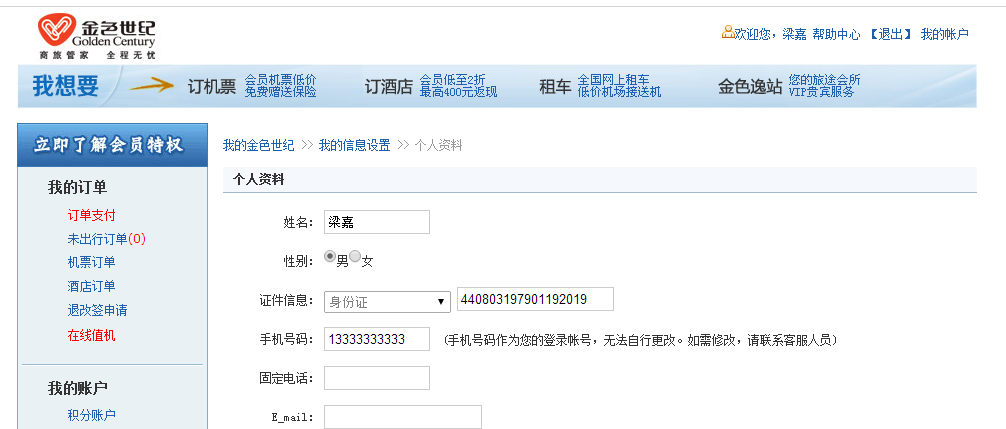 金色世纪
Golden Century
商旅管家 全程无忧
欢迎您，梁嘉 帮助中心 【退出】 我的帐户
我想要
订机票 会员机票低价
免费赠送保险
订酒店 会员低至2折
最高400元返现
租车 全国网上租车
低价机场接送机
金色逸站 您的旅途会所
VIP贵宾服务
立即了解会员特权
我的订单
订单支付
未出行订单(0)
机票订单
酒店订单
退改签申请
在线值机
我的账户
积分账户
我的金色世纪 >> 我的信息设置 >> 个人资料
个人资料
姓名： 梁嘉
性别： 男 女
证件信息： 身份证 440803197901192019
手机号码： 13333333333 (手机号码作为您的登录帐号，无法自行更改。如需修改，请联系客服人员)
固定电话：
E_mail：